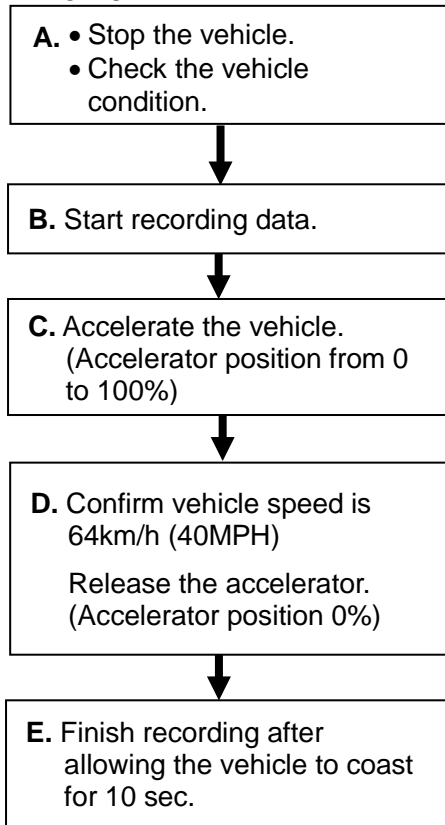 A. • Stop the vehicle.
• Check the vehicle
condition.
B. Start recording data.
C. Accelerate the vehicle.
(Accelerator position from 0
to 100%)
D. Confirm vehicle speed is
64km/h (40MPH)
Release the accelerator.
(Accelerator position 0%)
E. Finish recording after
allowing the vehicle to coast
for 10 sec.